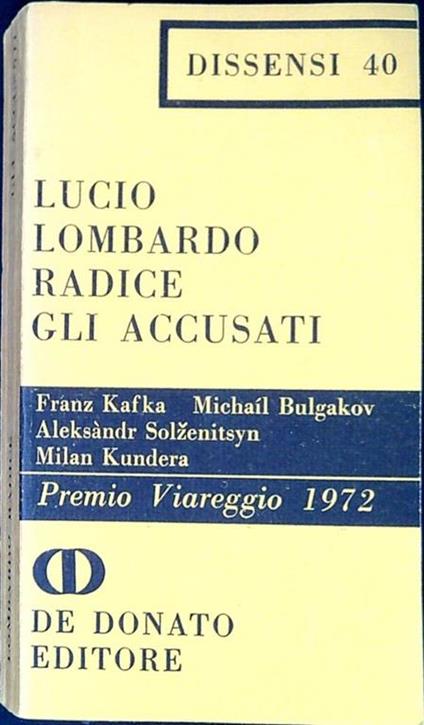 DISSENSI 40
LUCIO
LOMBARDO
RADICE
GLI ACCUSATI
Franz Kafka Michaíl Bulgakov
Aleksàndr Solženitsyn
Milan Kundera
Premio Viareggio 1972
DE DONATO
EDITORE